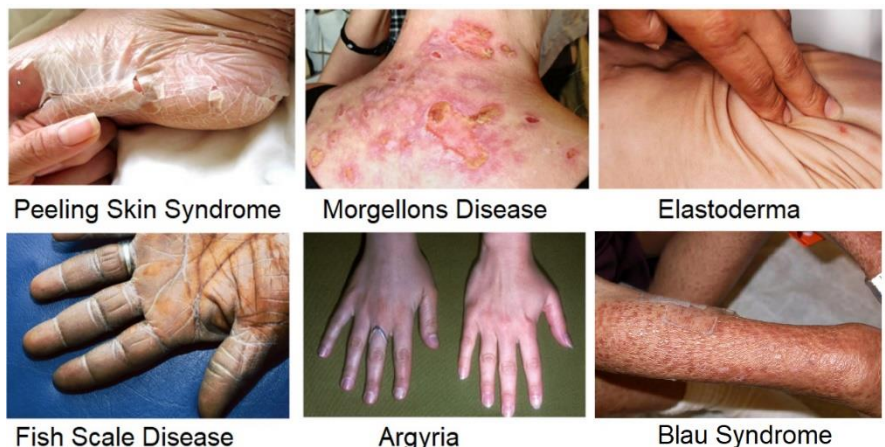 Peeling Skin Syndrome
Morgellons Disease
Elastoderma
Fish Scale Disease
Argyria
Blau Syndrome